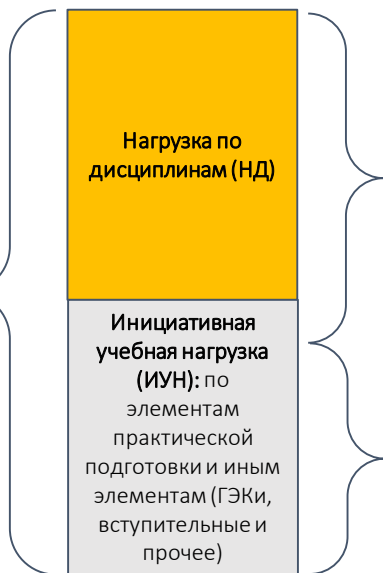 Нагрузка по
дисциплинам (НД)
Инициативная
учебная нагрузка
(ИУН): по
элементам
практической
подготовки и иным
элементам (ГЭКи,
вступительные и
прочее)